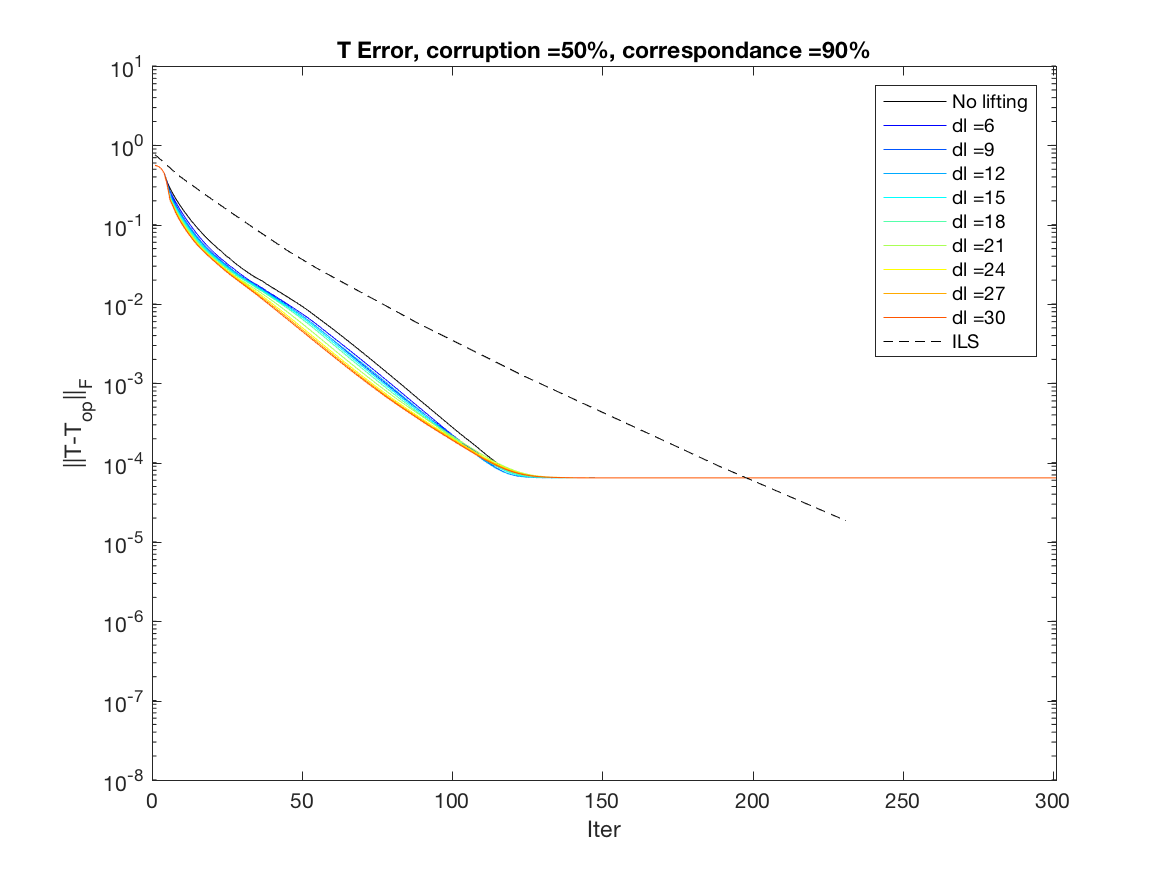 T Error, corruption =50%, correspondance =90%
10^1
10^0
10^-1
10^-2
10^-3
10^-4
10^-5
10^-6
10^-7
10^-8
||T-T_op||_F
No lifting
dl =6
dl =9
dl =12
dl =15
dl =18
dl =21
dl =24
dl =27
dl =30
ILS
0 50 100 150 200 250 300
Iter